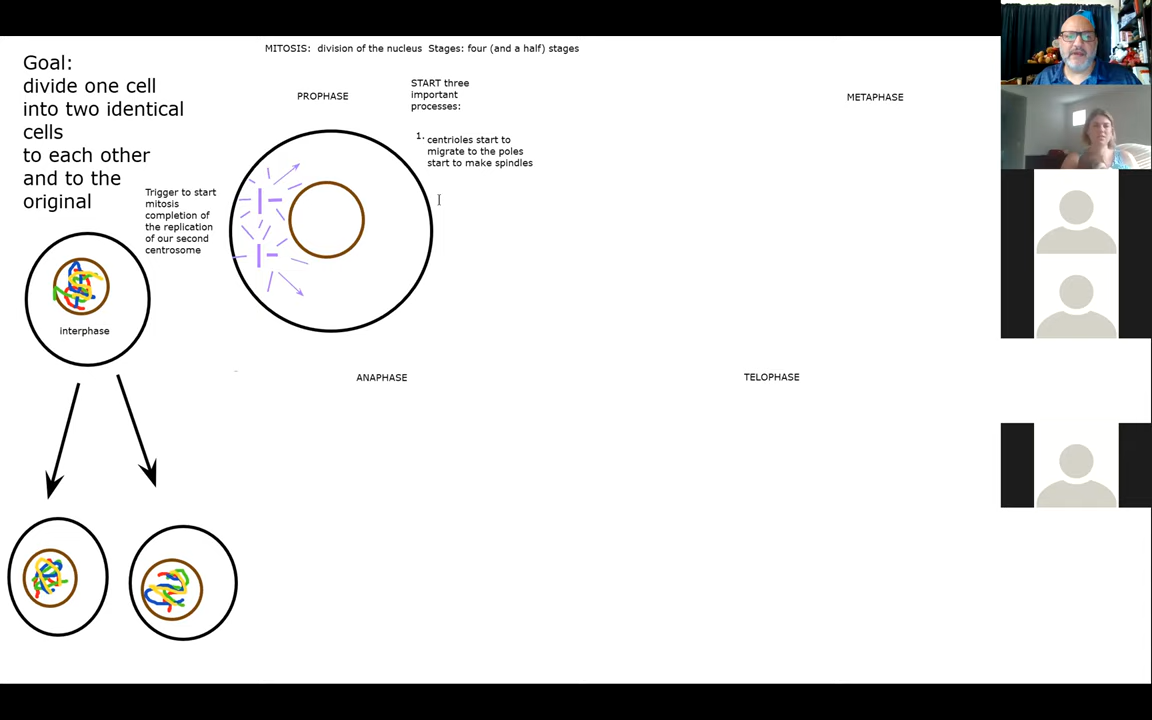 MITOSIS:  division of the nucleus  Stages: four (and a half) stages
Goal:
divide one cell
into two identical
cells
to each other
and to the
original
PROPHASE
START three
important
processes:
1.
centrioles start to
migrate to the poles
start to make spindles
METAPHASE
Trigger to start
mitosis
completion of
the replication
of our second
centrosome
interphase
ANAPHASE
TELOPHASE